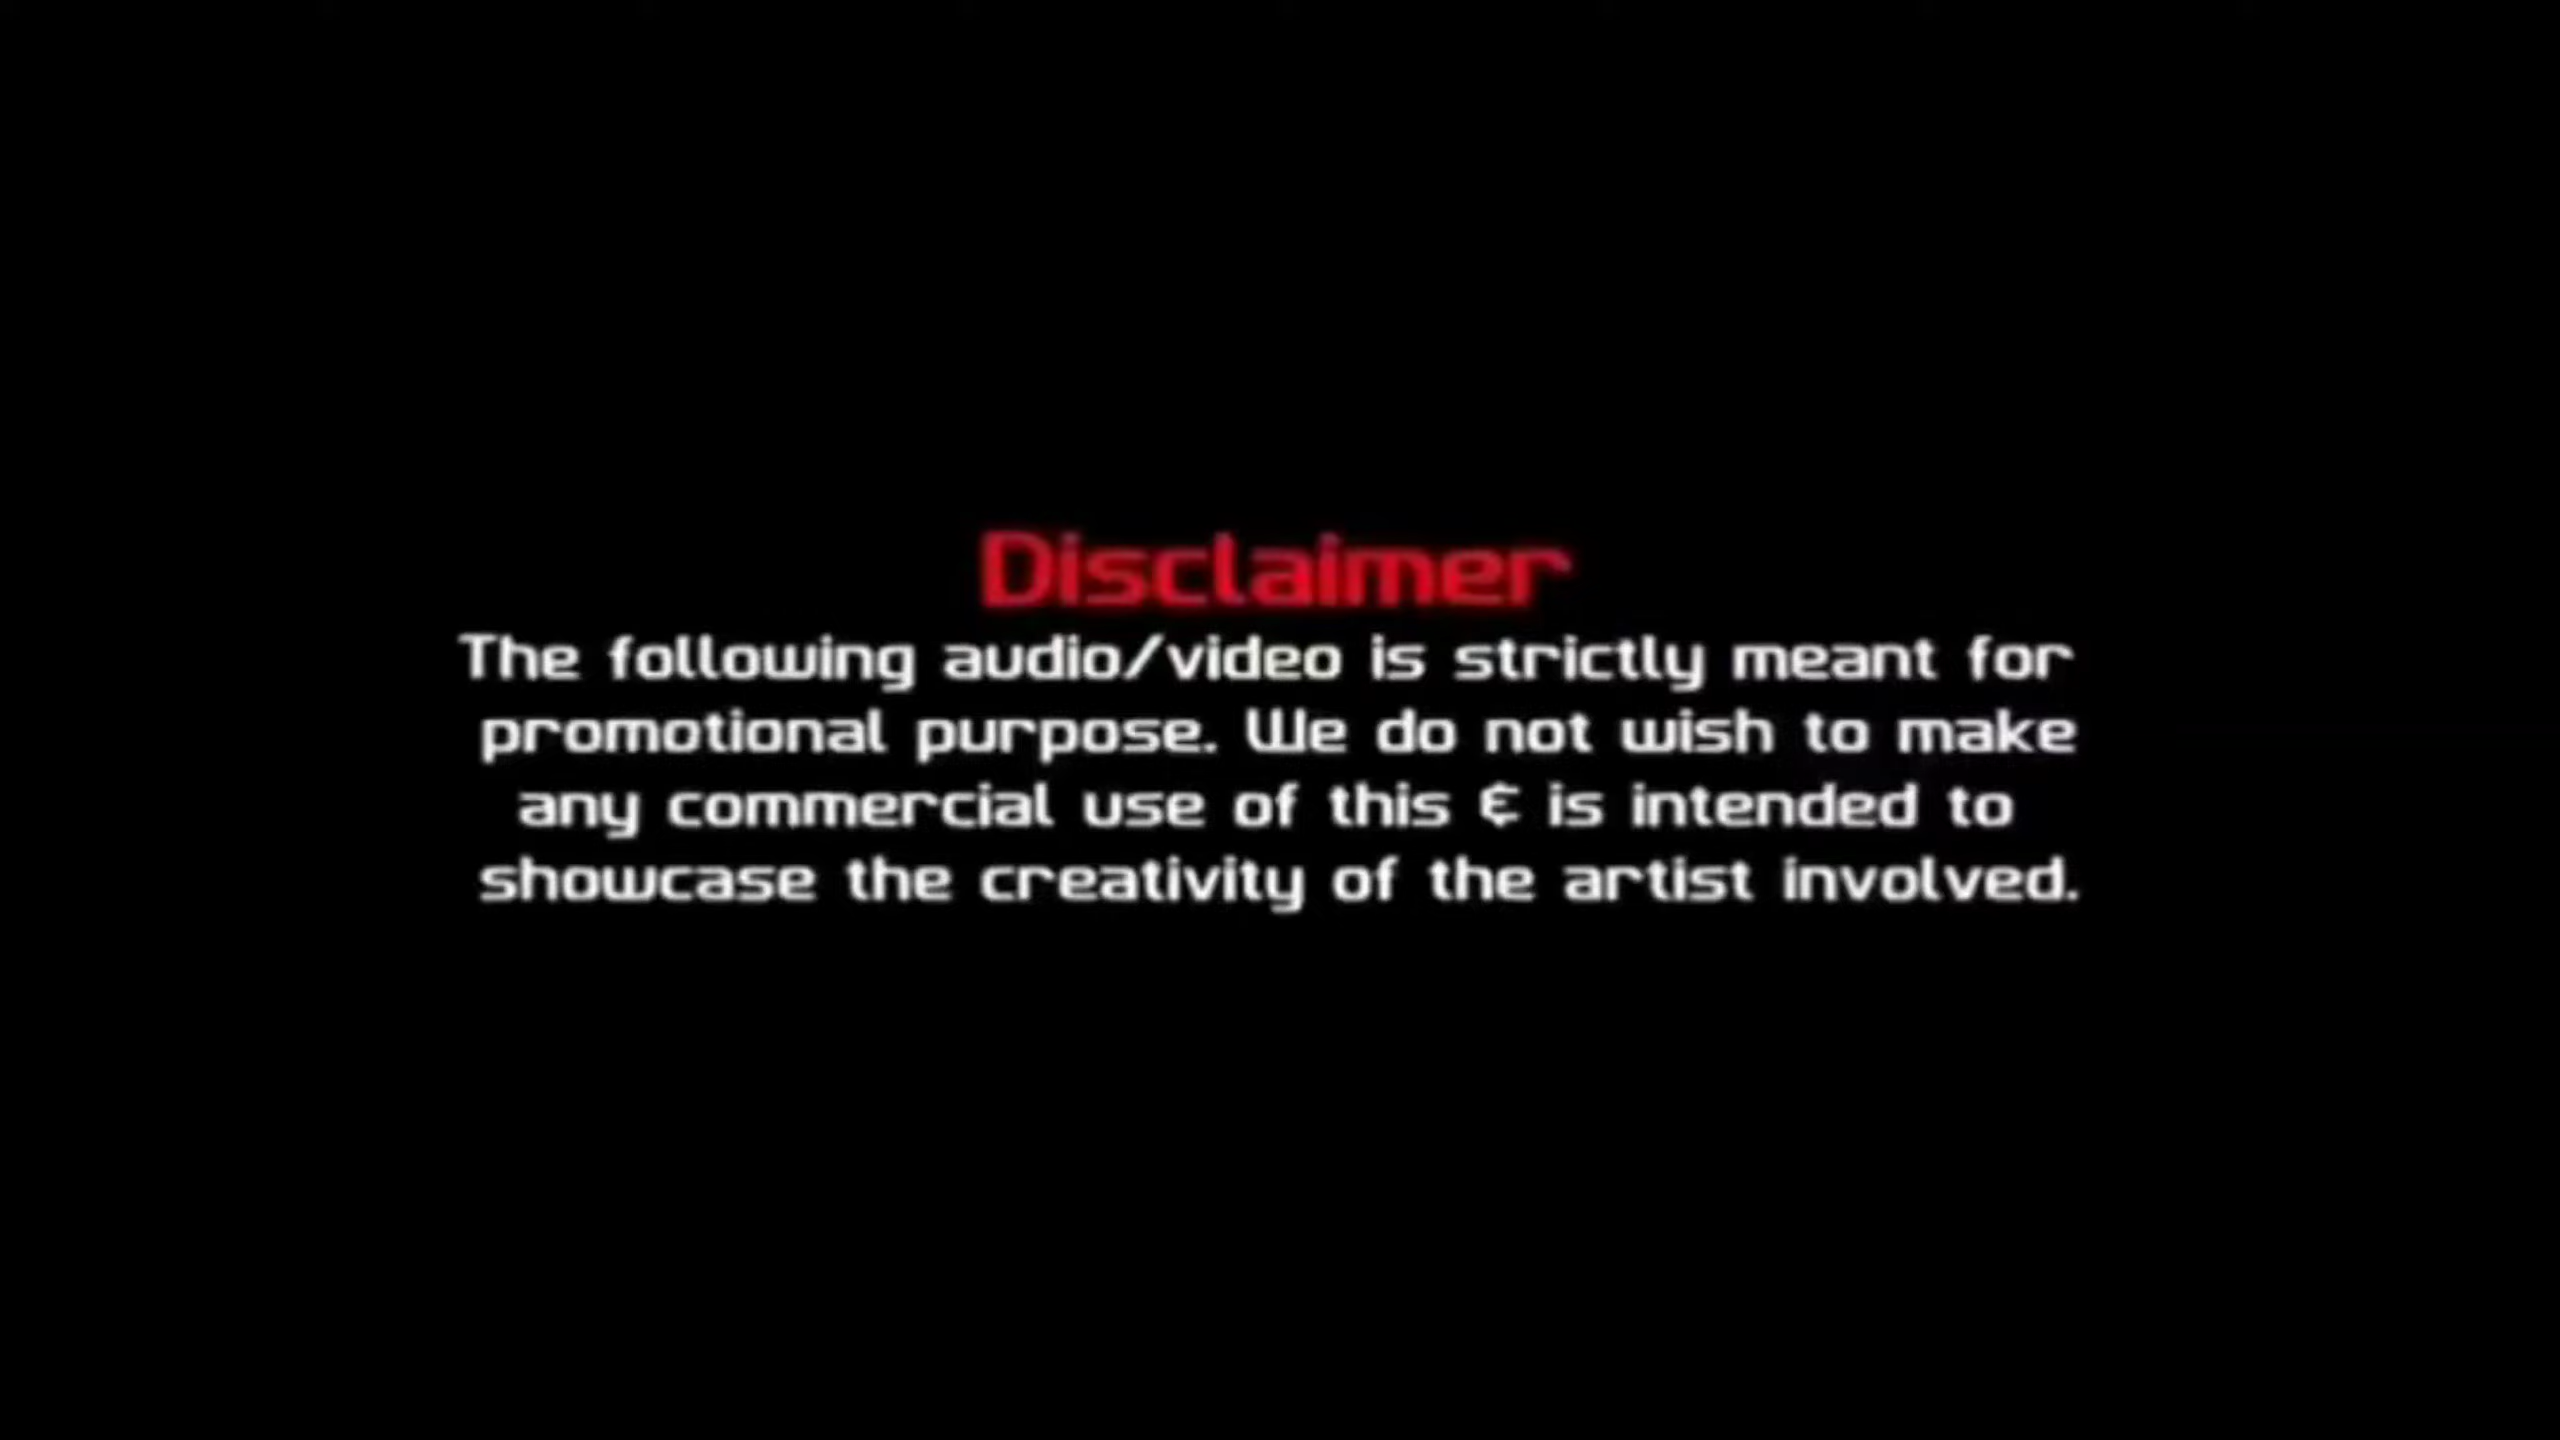 Disclaimer
The following audio/video is strictly meant for
promotional purpose. We do not wish to make
any commercial use of this & is intended to
showcase the creativity of the artist involved.